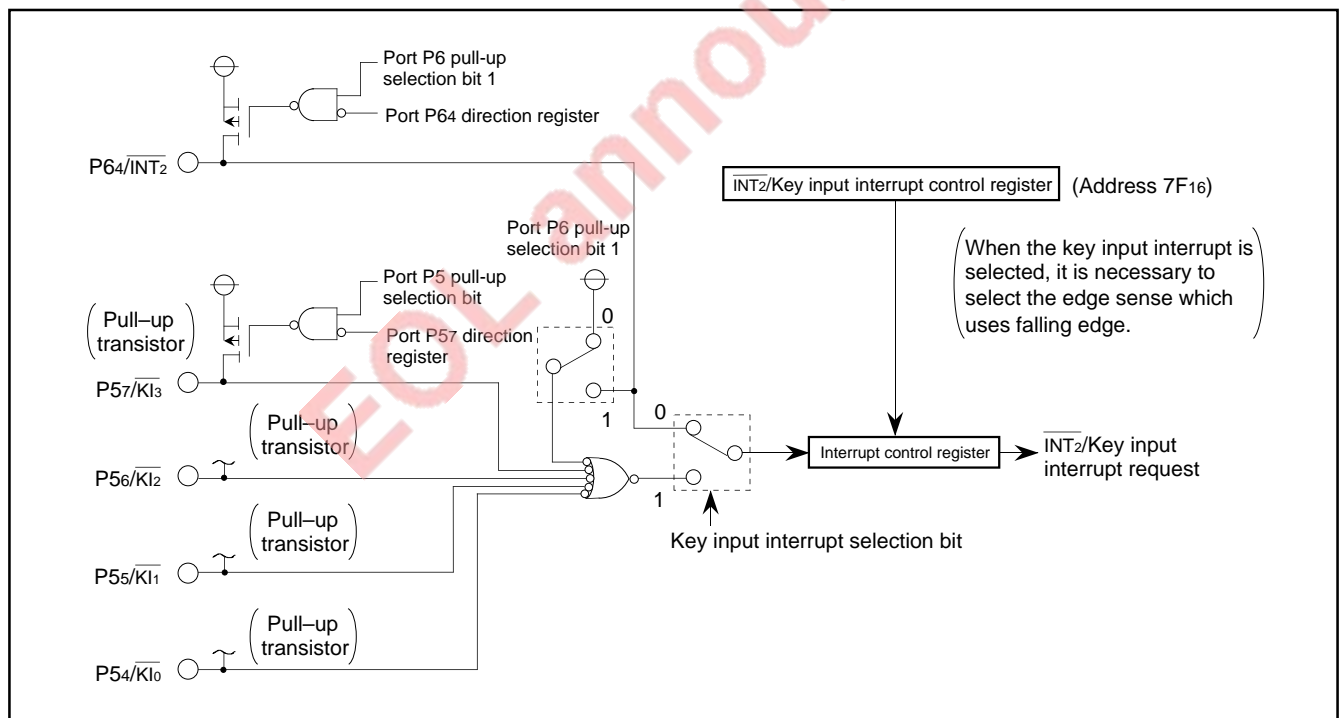 Port P6 pull-up
selection bit 1
Port P64 direction register
P64/INT2
INT2/Key input interrupt control register
(Address 7F16)
Port P6 pull-up
selection bit 1
When the key input interrupt is
selected, it is necessary to
select the edge sense which
uses falling edge.
Port P5 pull-up
selection bit
Port P57 direction
register
Pull–up
transistor
P57/KI3
0
1
0
1
Pull–up
transistor
P56/KI2
Interrupt control register
INT2/Key input
interrupt request
Key input interrupt selection bit
Pull–up
transistor
P55/KI1
Pull–up
transistor
P54/KI0
EOL annou